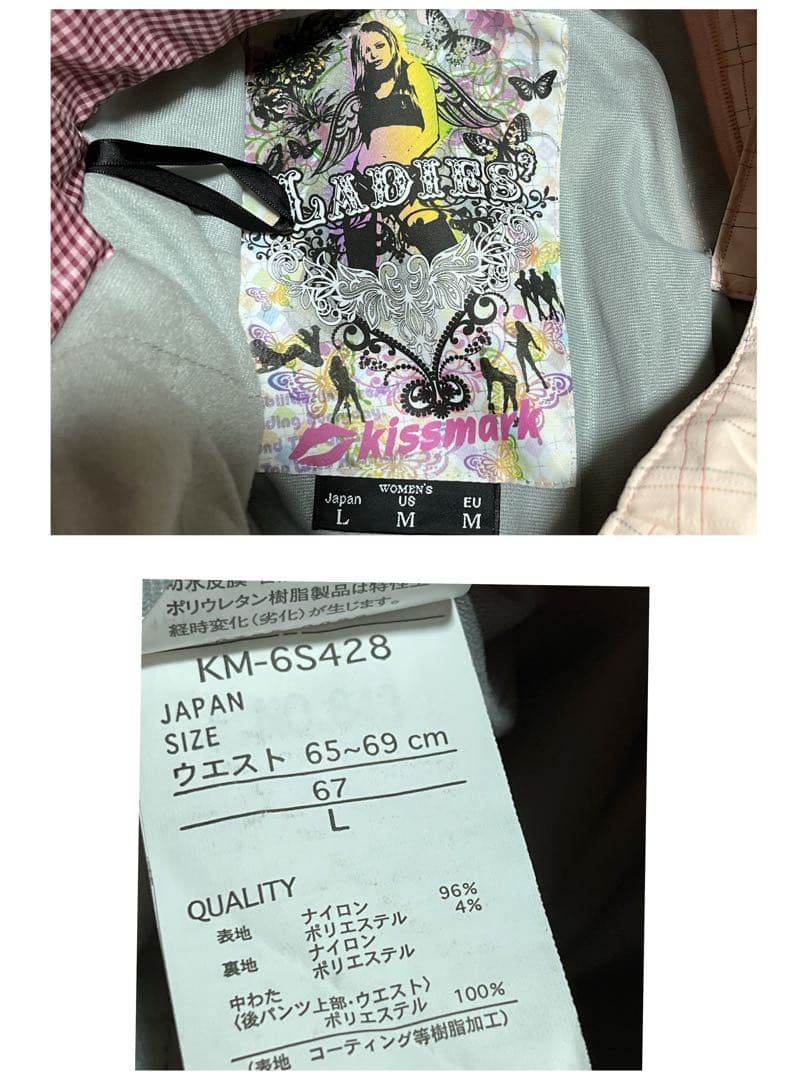 LADIES
kissmark
WOMEN'S
Japan US EU
L M M
ポリウレタン樹脂製品は特性上
経時変化(劣化)が生じます。
KM-6S428
JAPAN
SIZE
ウエスト 65~69 cm
67
L
QUALITY
表地 ナイロン 96%
ポリエステル 4%
裏地 ナイロン
ポリエステル
中わた
〈後パンツ上部・ウエスト〉
ポリエステル 100%
(表地 コーティング等樹脂加工)